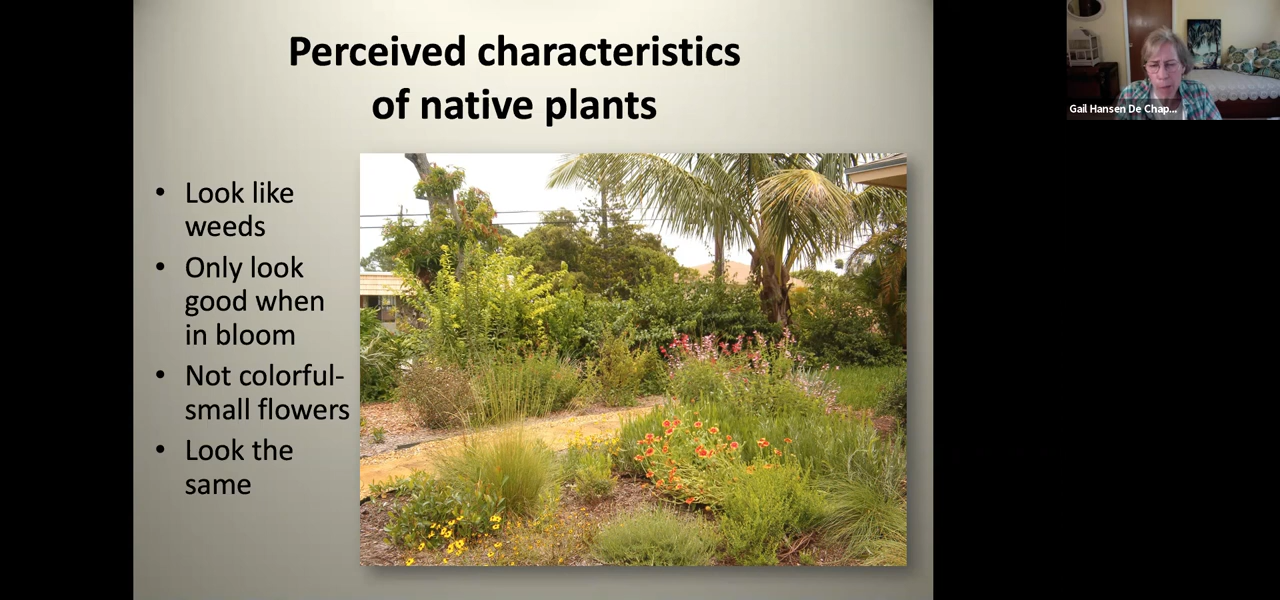 Perceived characteristics
of native plants
• Look like
weeds
• Only look
good when
in bloom
• Not colorful-
small flowers
• Look the
same
Gail Hansen De Chap...